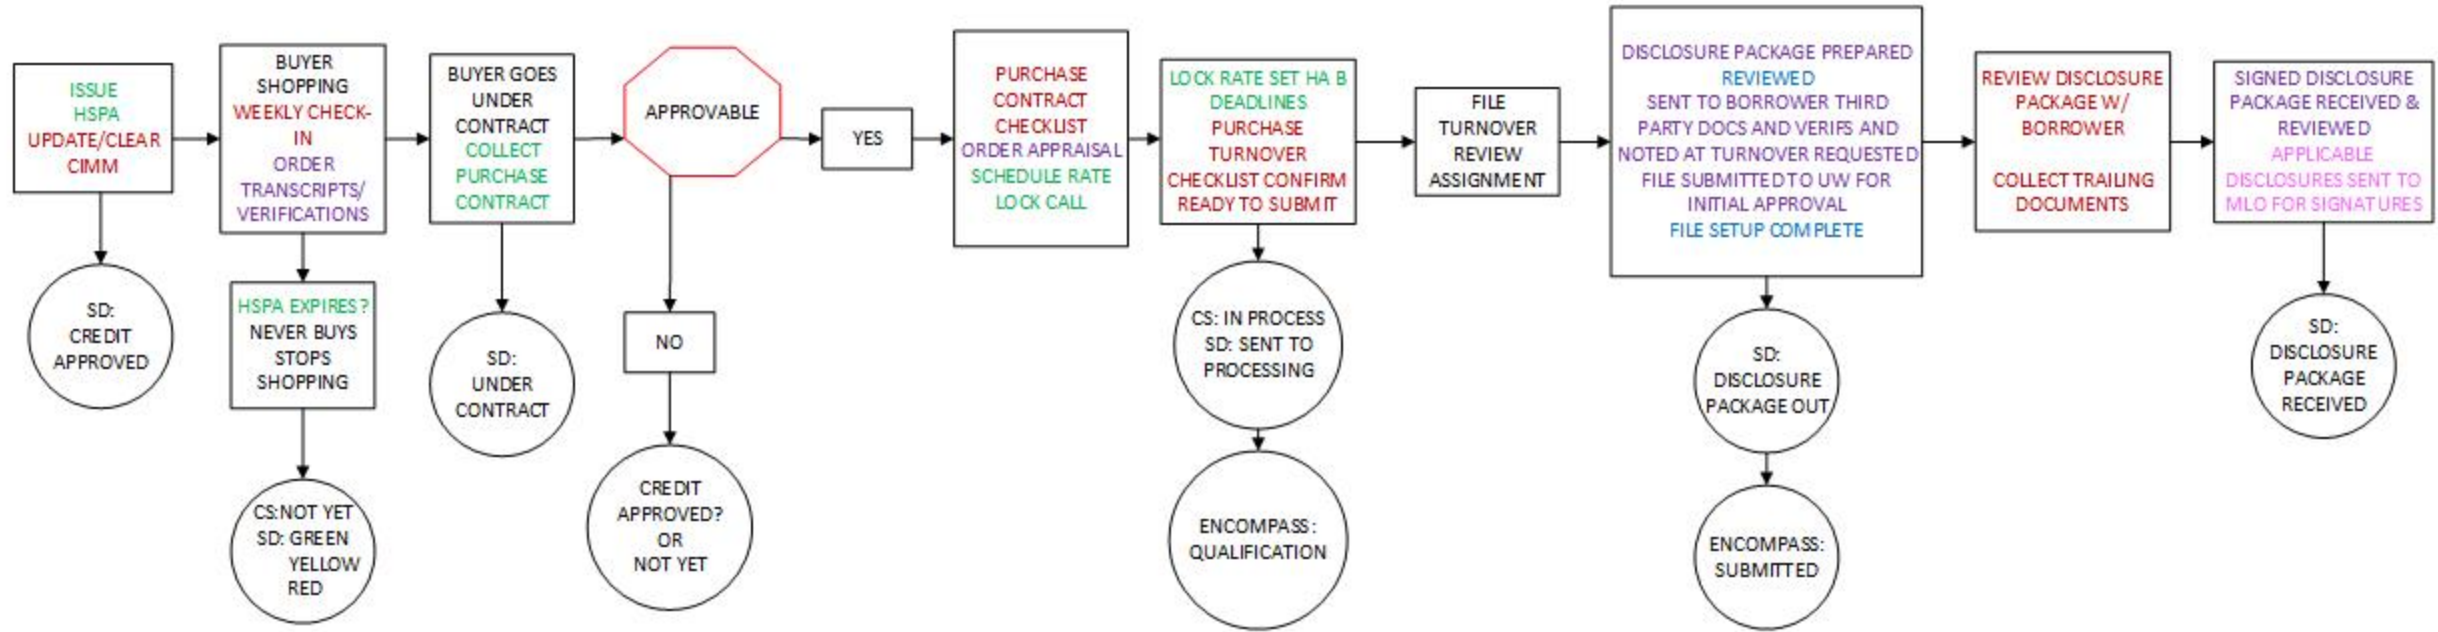 ISSUE
HSPA
UPDATE/CLEAR
CIMM
SD:
CREDIT
APPROVED
BUYER
SHOPPING
WEEKLY CHECK-
IN
ORDER
TRANSCRIPTS/
VERIFICATIONS
HSPA EXPIRES?
NEVER BUYS
STOPS
SHOPPING
CS:NOT YET
SD: GREEN
YELLOW
RED
BUYER GOES
UNDER
CONTRACT
COLLECT
PURCHASE
CONTRACT
SD:
UNDER
CONTRACT
APPROVABLE
NO
CREDIT
APPROVED?
OR
NOT YET
YES
PURCHASE
CONTRACT
CHECKLIST
ORDER APPRAISAL
SCHEDULE RATE
LOCK CALL
LOCK RATE SET HA B
DEADLINES
PURCHASE
TURNOVER
CHECKLIST CONFIRM
READY TO SUBMIT
CS: IN PROCESS
SD: SENT TO
PROCESSING
ENCOMPASS:
QUALIFICATION
FILE
TURNOVER
REVIEW
ASSIGNMENT
DISCLOSURE PACKAGE PREPARED
REVIEWED
SENT TO BORROWER THIRD
PARTY DOCS AND VERIFS AND
NOTED AT TURNOVER REQUESTED
FILE SUBMITTED TO UW FOR
INITIAL APPROVAL
FILE SETUP COMPLETE
SD:
DISCLOSURE
PACKAGE OUT
ENCOMPASS:
SUBMITTED
REVIEW DISCLOSURE
PACKAGE W/
BORROWER
COLLECT TRAILING
DOCUMENTS
SIGNED DISCLOSURE
PACKAGE RECEIVED &
REVIEWED
APPLICABLE
DISCLOSURES SENT TO
MLO FOR SIGNATURES
SD:
DISCLOSURE
PACKAGE
RECEIVED